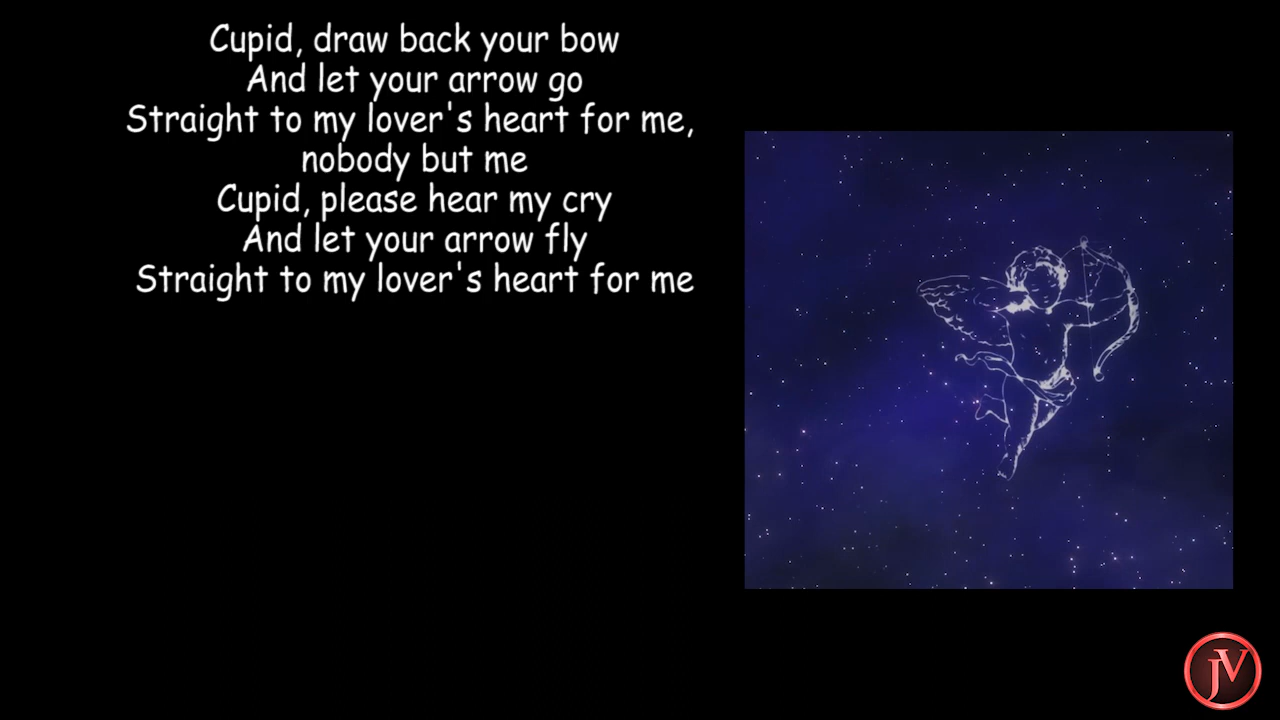 Cupid, draw back your bow
And let your arrow go
Straight to my lover's heart for me,
nobody but me
Cupid, please hear my cry
And let your arrow fly
Straight to my lover's heart for me
JV